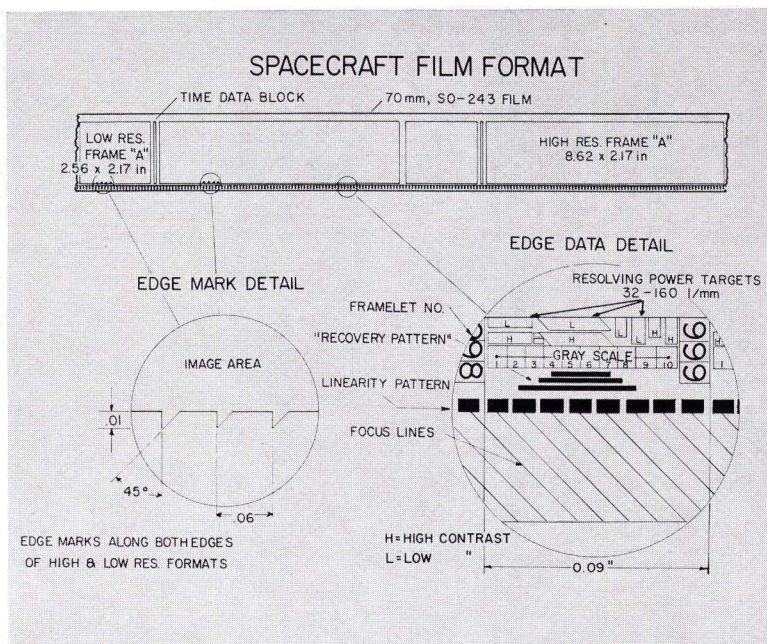 SPACECRAFT FILM FORMAT
TIME DATA BLOCK
70mm, SO-243 FILM
LOW RES.
FRAME "A"
2.56 x 2.17 in
HIGH RES. FRAME "A"
8.62 x 2.17 in
EDGE MARK DETAIL
IMAGE AREA
.01
45°
.06
EDGE MARKS ALONG BOTH EDGES
OF HIGH & LOW RES. FORMATS
EDGE DATA DETAIL
RESOLVING POWER TARGETS
32-160 l/mm
FRAMELET NO.
"RECOVERY PATTERN"
LINEARITY PATTERN
FOCUS LINES
L L L L H H
H H H H
GRAY SCALE
1 2 3 4 5 6 7 8 9 10 1
699
H=HIGH CONTRAST
L=LOW "
0.09"